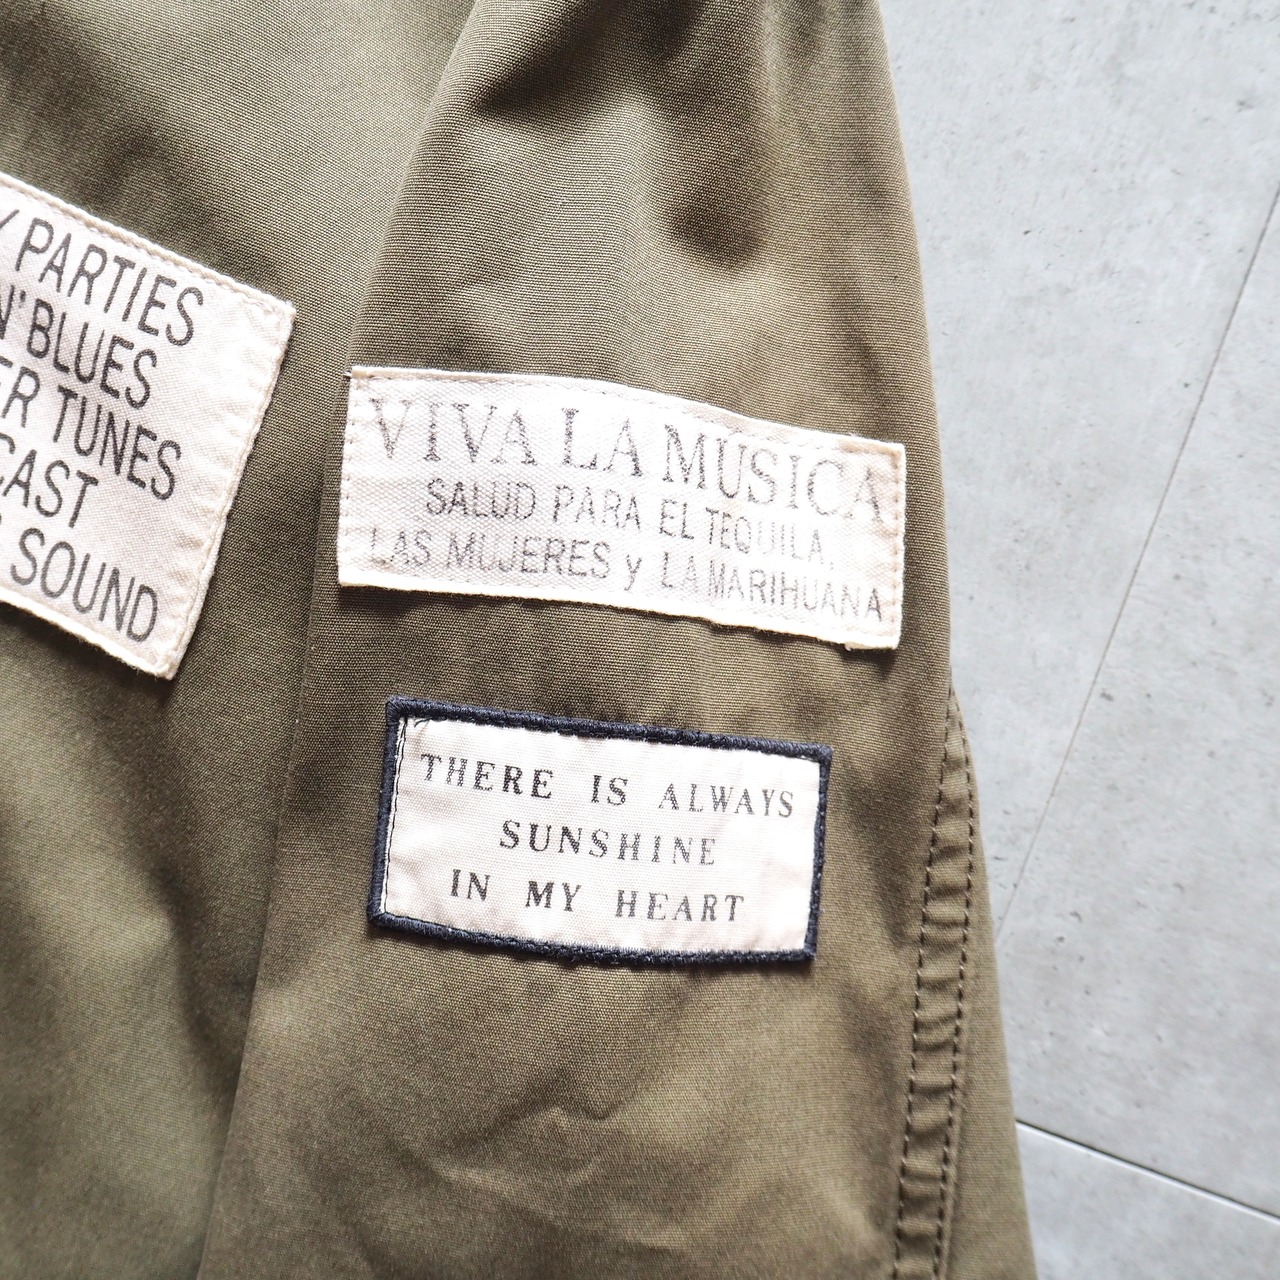 PARTIES
N'BLUES
ER TUNES
CAST
SOUND
VIVA LA MUSICA
SALUD PARA EL TEQUILA,
LAS MUJERES y LA MARIHUANA
THERE IS ALWAYS
SUNSHINE
IN MY HEART